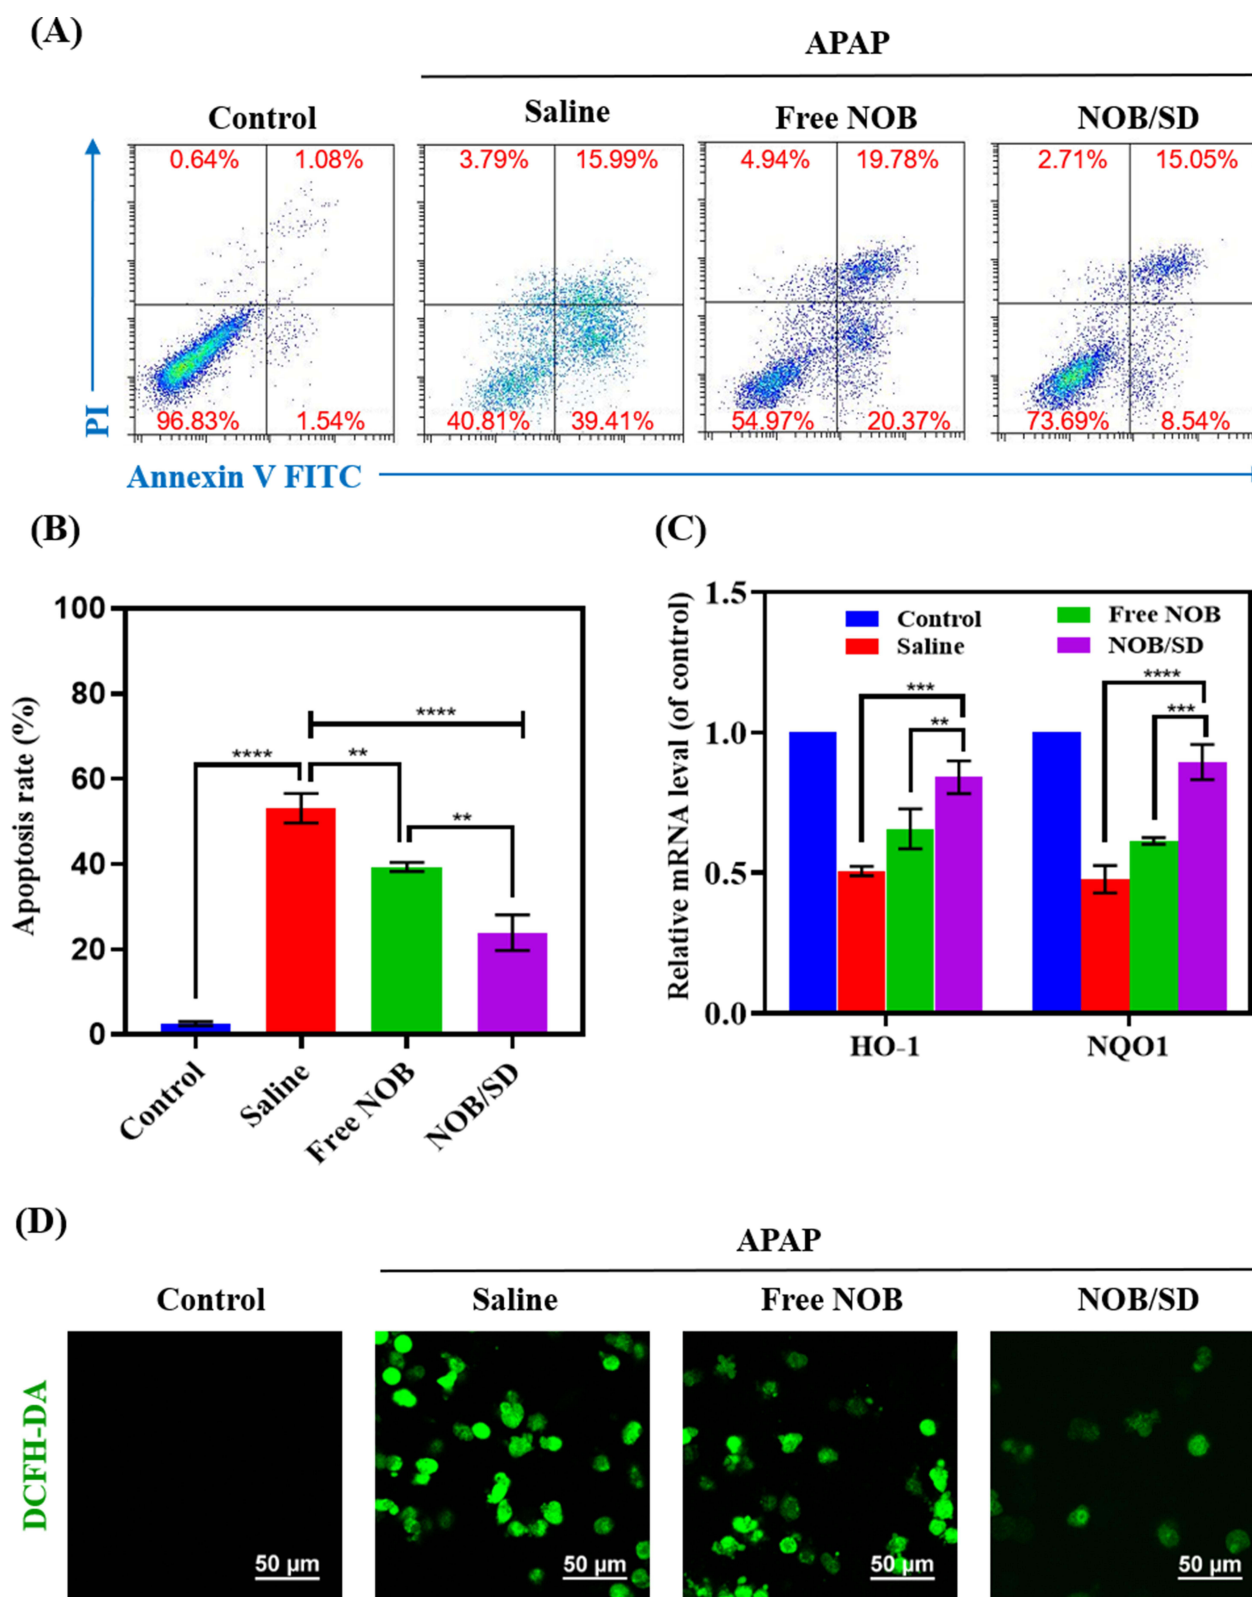 (A)
APAP
Control
Saline
Free NOB
NOB/SD
0.64% 1.08%
3.79% 15.99%
4.94% 19.78%
2.71% 15.05%
96.83% 1.54%
40.81% 39.41%
54.97% 20.37%
73.69% 8.54%
PI
Annexin V FITC
(B)
Apoptosis rate (%)
100
80
60
40
20
0
****
**
****
**
Control
Saline
Free NOB
NOB/SD
(C)
Relative mRNA leval (of control)
1.5
1.0
0.5
0.0
Control
Saline
Free NOB
NOB/SD
***
**
****
***
HO-1
NQO1
(D)
APAP
Control
Saline
Free NOB
NOB/SD
DCFH-DA
50 μm
50 μm
50 μm
50 μm